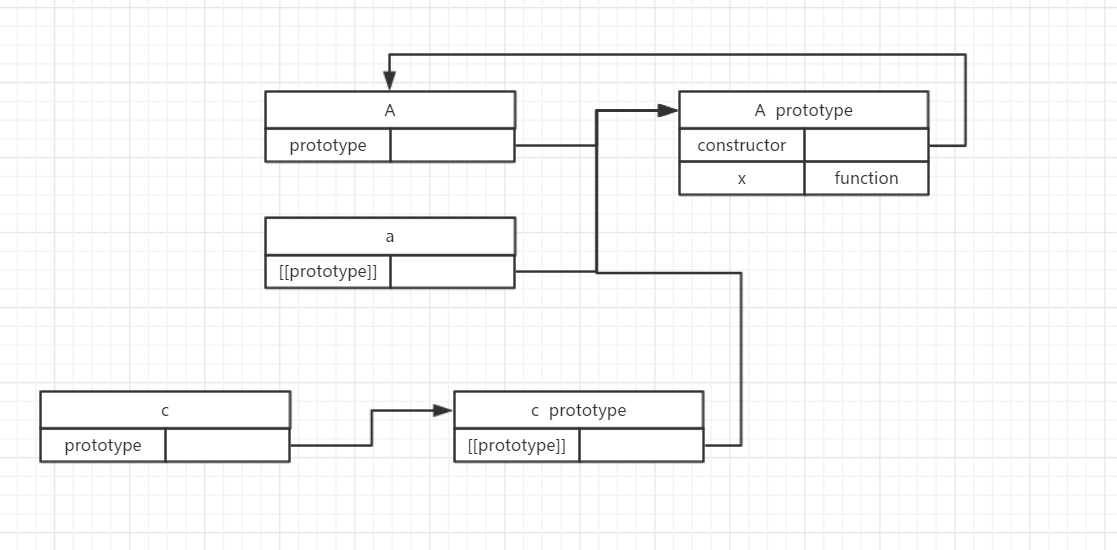 A
prototype
A prototype
constructor
x function
a
[[prototype]]
c
prototype
c prototype
[[prototype]]